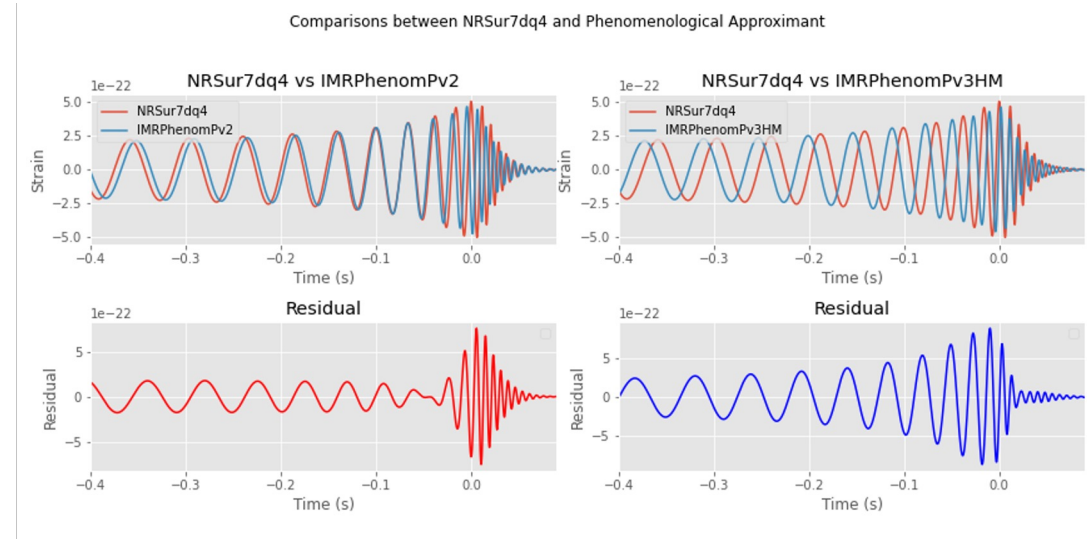 Comparisons between NRSur7dq4 and Phenomenological Approximant
NRSur7dq4 vs IMRPhenomPv2
1e−22
NRSur7dq4
IMRPhenomPv2
Strain
5.0
2.5
0.0
−2.5
−5.0
−0.4
−0.3
−0.2
−0.1
0.0
Time (s)
NRSur7dq4 vs IMRPhenomPv3HM
1e−22
NRSur7dq4
IMRPhenomPv3HM
Strain
5.0
2.5
0.0
−2.5
−5.0
−0.4
−0.3
−0.2
−0.1
0.0
Time (s)
Residual
1e−22
Residual
5
0
−5
−0.4
−0.3
−0.2
−0.1
0.0
Time (s)
Residual
1e−22
Residual
5
0
−5
−0.4
−0.3
−0.2
−0.1
0.0
Time (s)